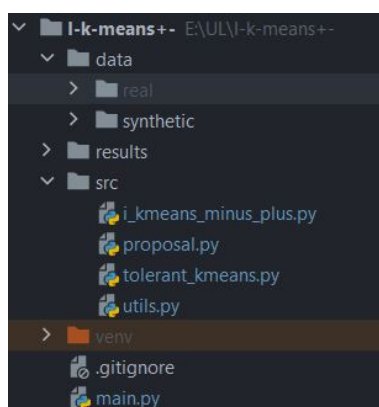 I-k-means+- E:\UL\I-k-means+-
data
real
synthetic
results
src
i_kmeans_minus_plus.py
proposal.py
tolerant_kmeans.py
utils.py
venv
.gitignore
main.py